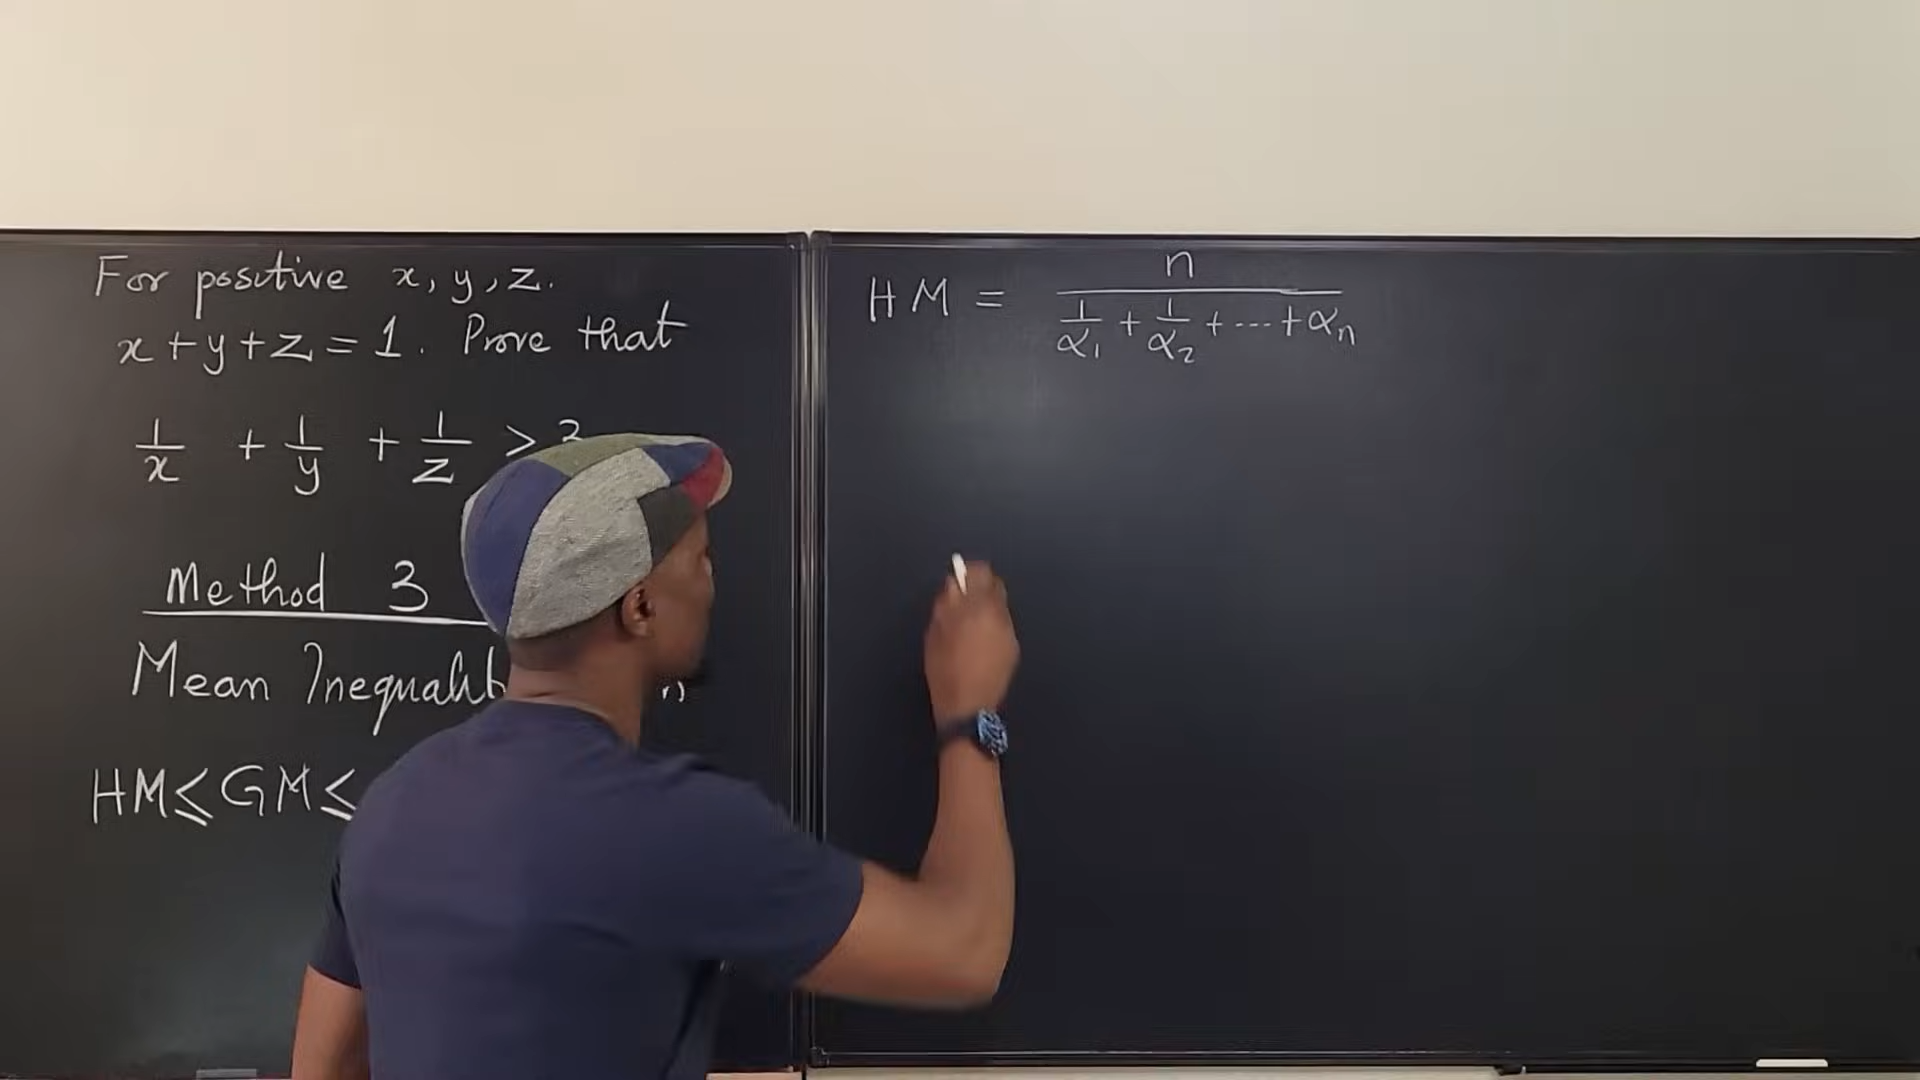 For positive x, y, z.
x + y + z = 1. Prove that
1/x + 1/y + 1/z > 3
Method 3
Mean
HM ≤ GM ≤
HM = n / (1/α₁ + 1/α₂ + ... + αₙ)